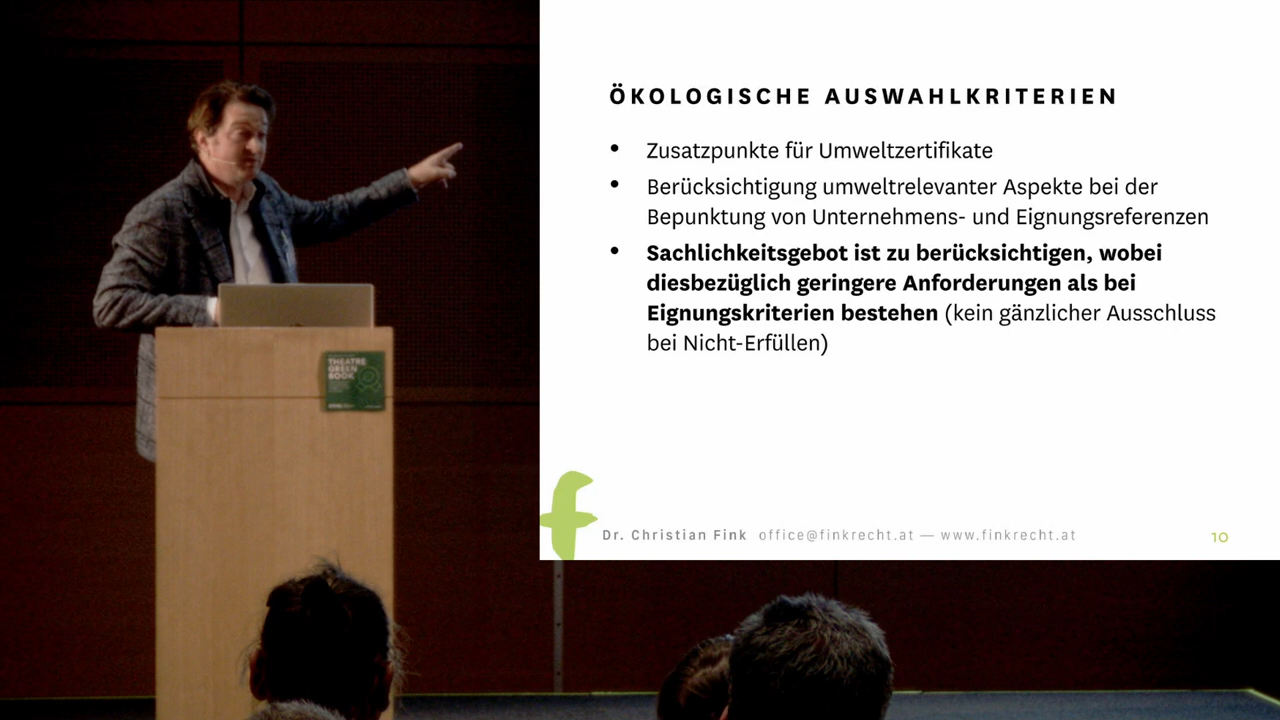 ÖKOLOGISCHE AUSWAHLKRITERIEN
• Zusatzpunkte für Umweltzertifikate
• Berücksichtigung umweltrelevanter Aspekte bei der
Bepunktung von Unternehmens- und Eignungsreferenzen
• Sachlichkeitsgebot ist zu berücksichtigen, wobei
diesbezüglich geringere Anforderungen als bei
Eignungskriterien bestehen (kein gänzlicher Ausschluss
bei Nicht-Erfüllen)
Dr. Christian Fink office@finkrecht.at — www.finkrecht.at
10
THEATRE
GREEN
BOOK